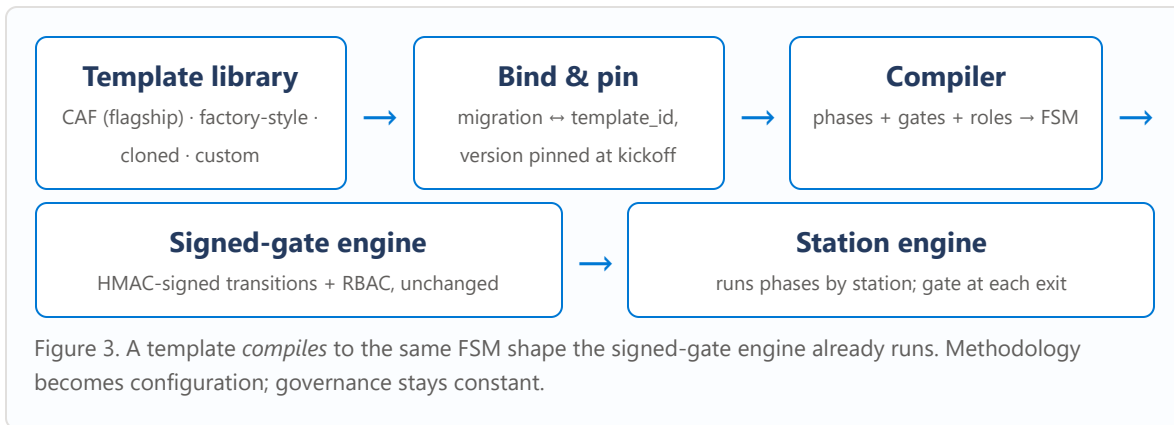 Template library
CAF (flagship) · factory-style ·
cloned · custom
→
Bind & pin
migration ↔ template_id,
version pinned at kickoff
→
Compiler
phases + gates + roles → FSM
→
Signed-gate engine
HMAC-signed transitions + RBAC, unchanged
→
Station engine
runs phases by station; gate at each exit
Figure 3. A template compiles to the same FSM shape the signed-gate engine already runs. Methodology
becomes configuration; governance stays constant.